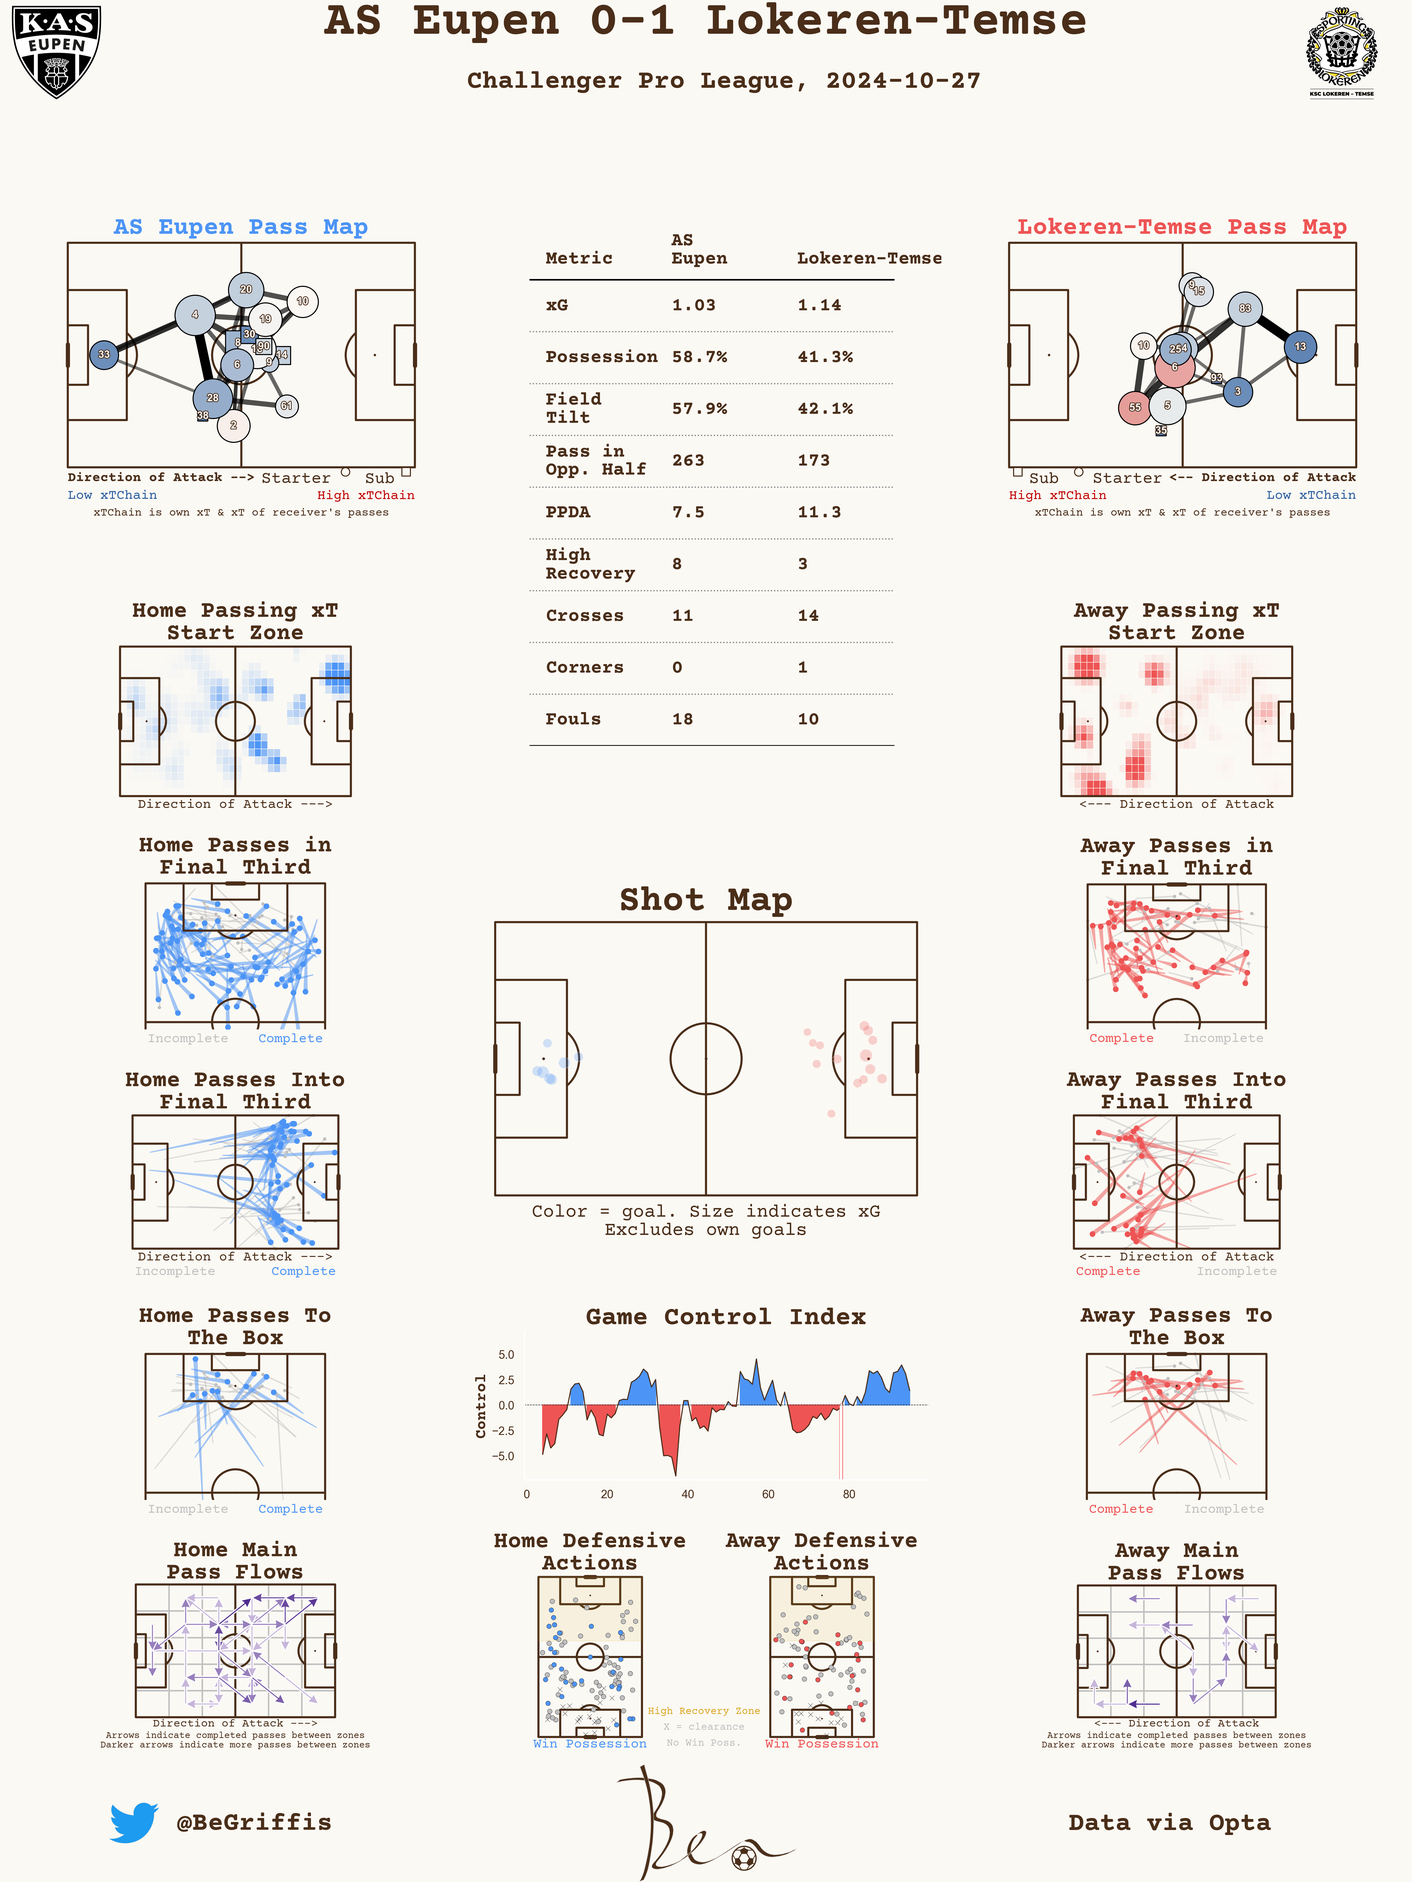 AS Eupen 0-1 Lokeren-Temse
Challenger Pro League, 2024-10-27
K.A.S
EUPEN
SPORTING
LOKEREN
KSC LOKEREN - TEMSE
AS Eupen Pass Map
20
10
4
19
30
8
90
14
33
6
9
28
61
38
2
Direction of Attack --> Starter Sub
Low xTChain High xTChain
xTChain is own xT & xT of receiver's passes
Metric AS Eupen Lokeren-Temse
xG 1.03 1.14
Possession 58.7% 41.3%
Field Tilt 57.9% 42.1%
Pass in Opp. Half 263 173
PPDA 7.5 11.3
High Recovery 8 3
Crosses 11 14
Corners 0 1
Fouls 18 10
Lokeren-Temse Pass Map
9
15
83
10
25
4
13
6
93
3
55
5
35
Sub Starter <-- Direction of Attack
High xTChain Low xTChain
xTChain is own xT & xT of receiver's passes
Home Passing xT
Start Zone
Direction of Attack --->
Away Passing xT
Start Zone
<--- Direction of Attack
Home Passes in
Final Third
Incomplete Complete
Away Passes in
Final Third
Complete Incomplete
Shot Map
Color = goal. Size indicates xG
Excludes own goals
Home Passes Into
Final Third
Direction of Attack --->
Incomplete Complete
Away Passes Into
Final Third
<--- Direction of Attack
Complete Incomplete
Home Passes To
The Box
Incomplete Complete
Game Control Index
Control
5.0
2.5
0.0
−2.5
−5.0
0 20 40 60 80
Away Passes To
The Box
Complete Incomplete
Home Main
Pass Flows
Direction of Attack --->
Arrows indicate completed passes between zones
Darker arrows indicate more passes between zones
Home Defensive
Actions
Win Possession
High Recovery Zone
X = clearance
No Win Poss.
Away Defensive
Actions
Win Possession
Away Main
Pass Flows
<--- Direction of Attack
Arrows indicate completed passes between zones
Darker arrows indicate more passes between zones
@BeGriffis
Ben
Data via Opta